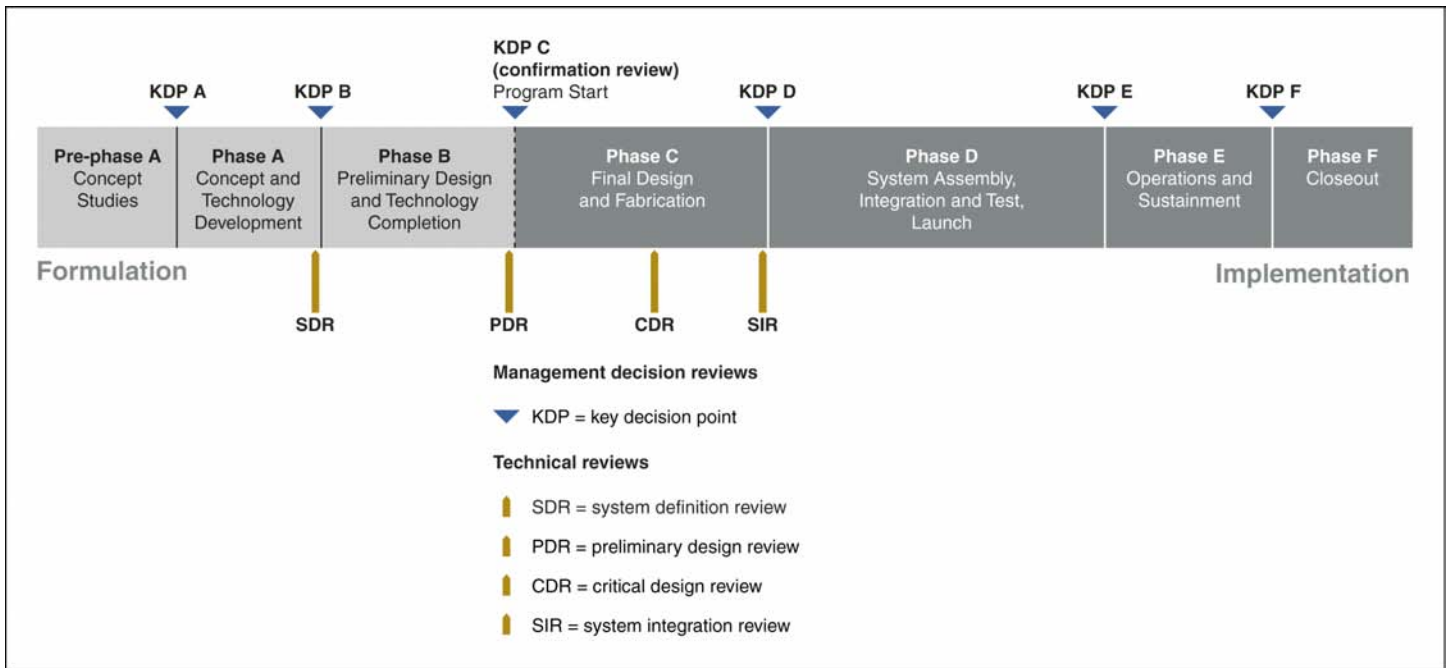 KDP C
(confirmation review)
Program Start
KDP A
KDP B
KDP D
KDP E
KDP F
Pre-phase A
Concept
Studies
Phase A
Concept and
Technology
Development
Phase B
Preliminary Design
and Technology
Completion
Phase C
Final Design
and Fabrication
Phase D
System Assembly,
Integration and Test,
Launch
Phase E
Operations and
Sustainment
Phase F
Closeout
Formulation
Implementation
SDR
PDR
CDR
SIR
Management decision reviews
KDP = key decision point
Technical reviews
SDR = system definition review
PDR = preliminary design review
CDR = critical design review
SIR = system integration review